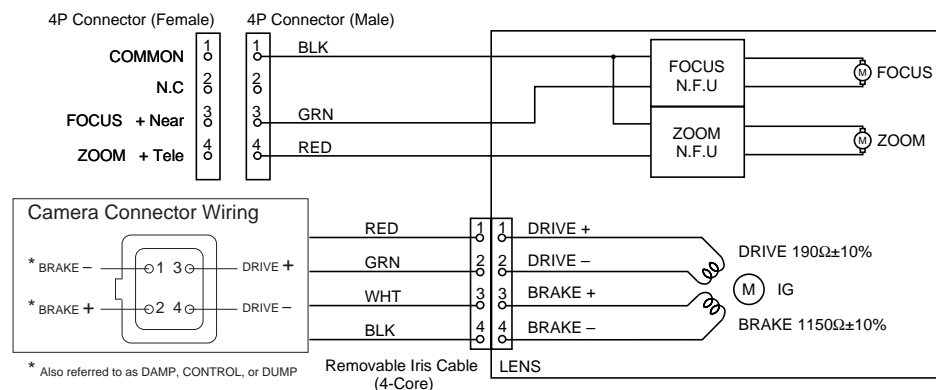 4P Connector (Female)
4P Connector (Male)
COMMON 1
N.C 2
FOCUS + Near 3
ZOOM + Tele 4
1 BLK
2
3 GRN
4 RED
FOCUS
N.F.U
M FOCUS
ZOOM
N.F.U
M ZOOM
Camera Connector Wiring
* BRAKE − 1 3 DRIVE +
* BRAKE + 2 4 DRIVE −
* Also referred to as DAMP, CONTROL, or DUMP
RED 1 1 DRIVE +
GRN 2 2 DRIVE −
WHT 3 3 BRAKE +
BLK 4 4 BRAKE −
DRIVE 190Ω±10%
M IG
BRAKE 1150Ω±10%
Removable Iris Cable
(4-Core)
LENS